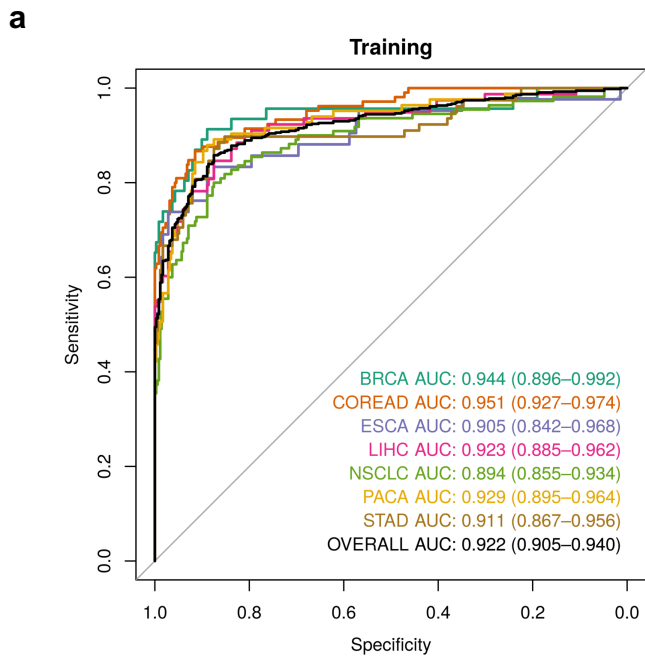 a
Training
1.0
0.8
0.6
0.4
0.2
0.0
Sensitivity
BRCA AUC: 0.944 (0.896–0.992)
COREAD AUC: 0.951 (0.927–0.974)
ESCA AUC: 0.905 (0.842–0.968)
LIHC AUC: 0.923 (0.885–0.962)
NSCLC AUC: 0.894 (0.855–0.934)
PACA AUC: 0.929 (0.895–0.964)
STAD AUC: 0.911 (0.867–0.956)
OVERALL AUC: 0.922 (0.905–0.940)
1.0 0.8 0.6 0.4 0.2 0.0
Specificity